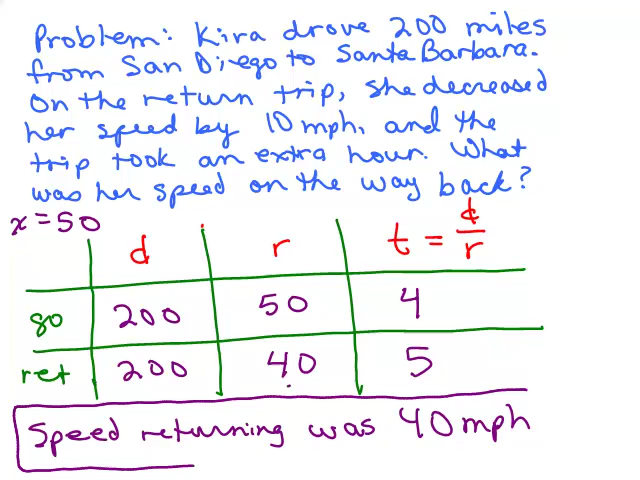 Problem: Kira drove 200 miles
from San Diego to Santa Barbara.
On the return trip, she decreased
her speed by 10 mph, and the
trip took an extra hour. What
was her speed on the way back?
x = 50
d r t = d/r
go 200 50 4
ret 200 40 5
Speed returning was 40 mph